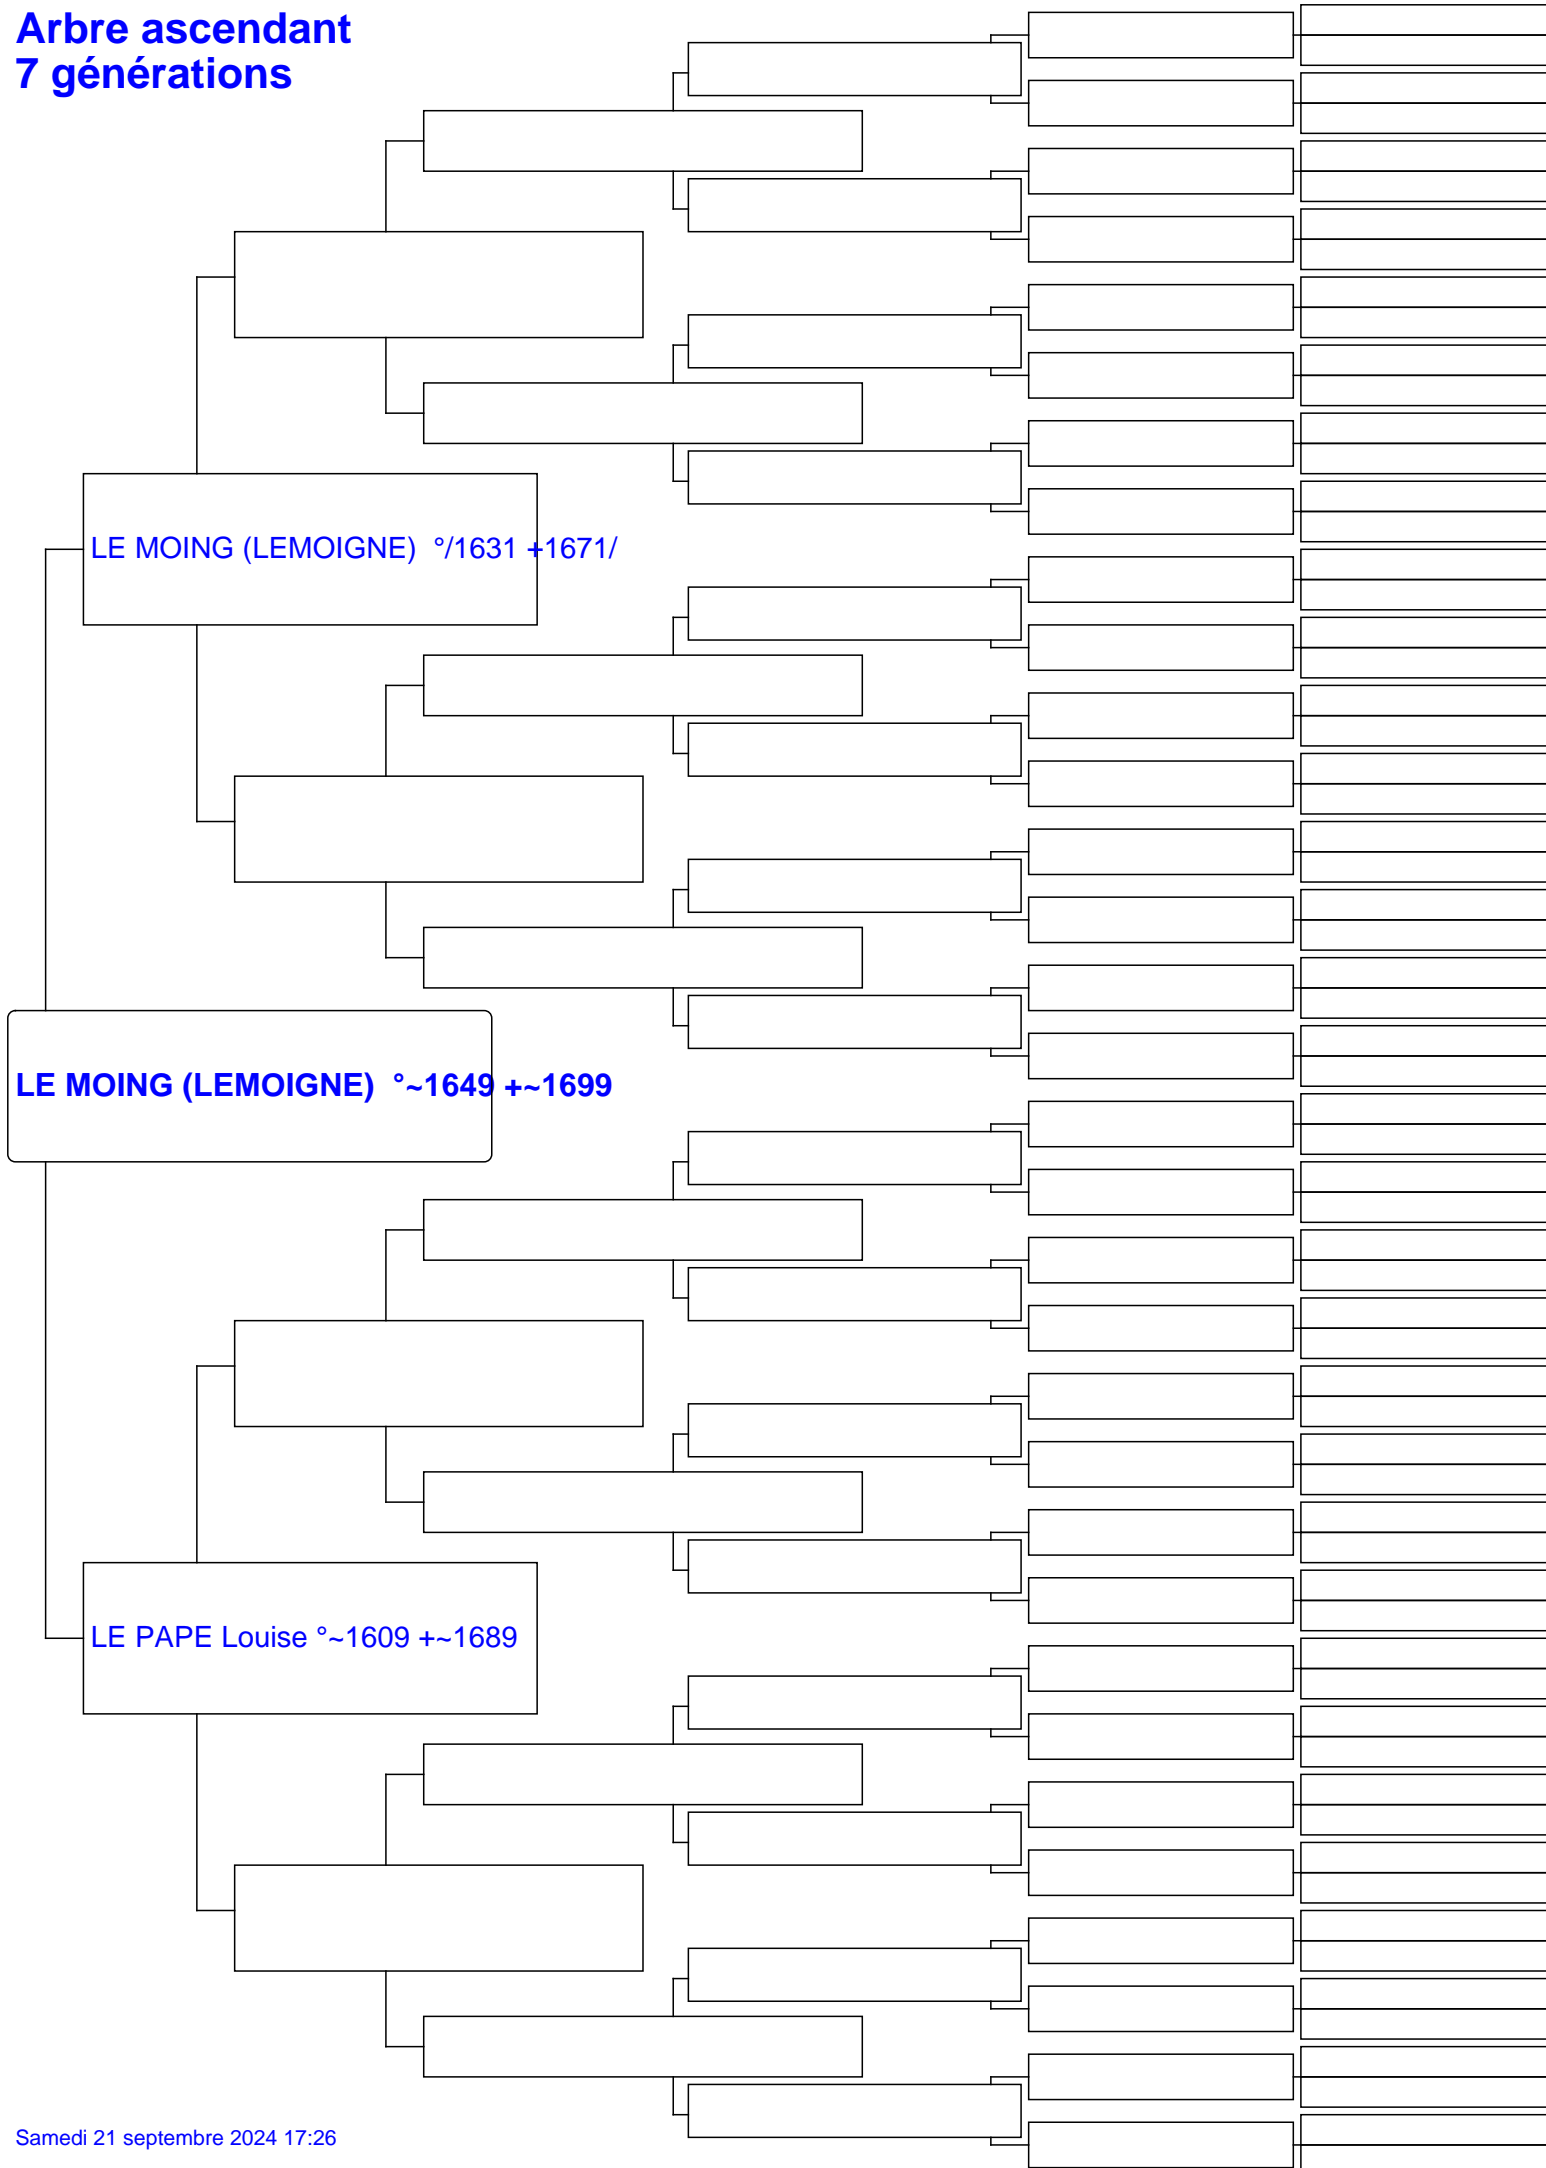 Arbre ascendant
7 générations
LE MOING (LEMOIGNE)  °/1631 +1671/
LE MOING (LEMOIGNE)  °~1649 +~1699
LE PAPE Louise °~1609 +~1689
Samedi 21 septembre 2024 17:26